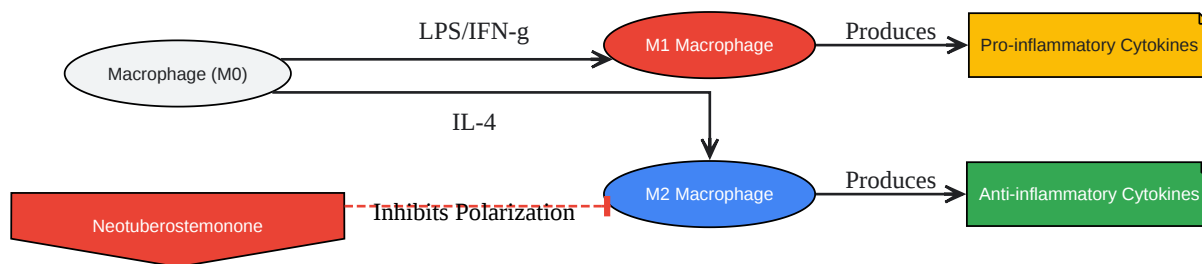 LPS/IFN-g
M1 Macrophage
Produces
Pro-inflammatory Cytokines
Macrophage (M0)
IL-4
M2 Macrophage
Produces
Anti-inflammatory Cytokines
Neotuberostemonone
Inhibits Polarization